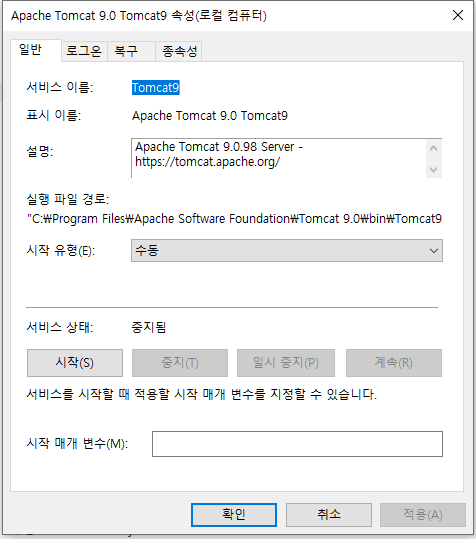 Apache Tomcat 9.0 Tomcat9 속성(로컬 컴퓨터)
일반 로그온 복구 종속성
서비스 이름: Tomcat9
표시 이름: Apache Tomcat 9.0 Tomcat9
설명: Apache Tomcat 9.0.98 Server -
https://tomcat.apache.org/
실행 파일 경로:
"C:₩Program Files₩Apache Software Foundation₩Tomcat 9.0₩bin₩Tomcat9.
시작 유형(E): 수동
서비스 상태: 중지됨
시작(S) 중지(T) 일시 중지(P) 계속(R)
서비스를 시작할 때 적용할 시작 매개 변수를 지정할 수 있습니다.
시작 매개 변수(M):
확인 취소 적용(A)